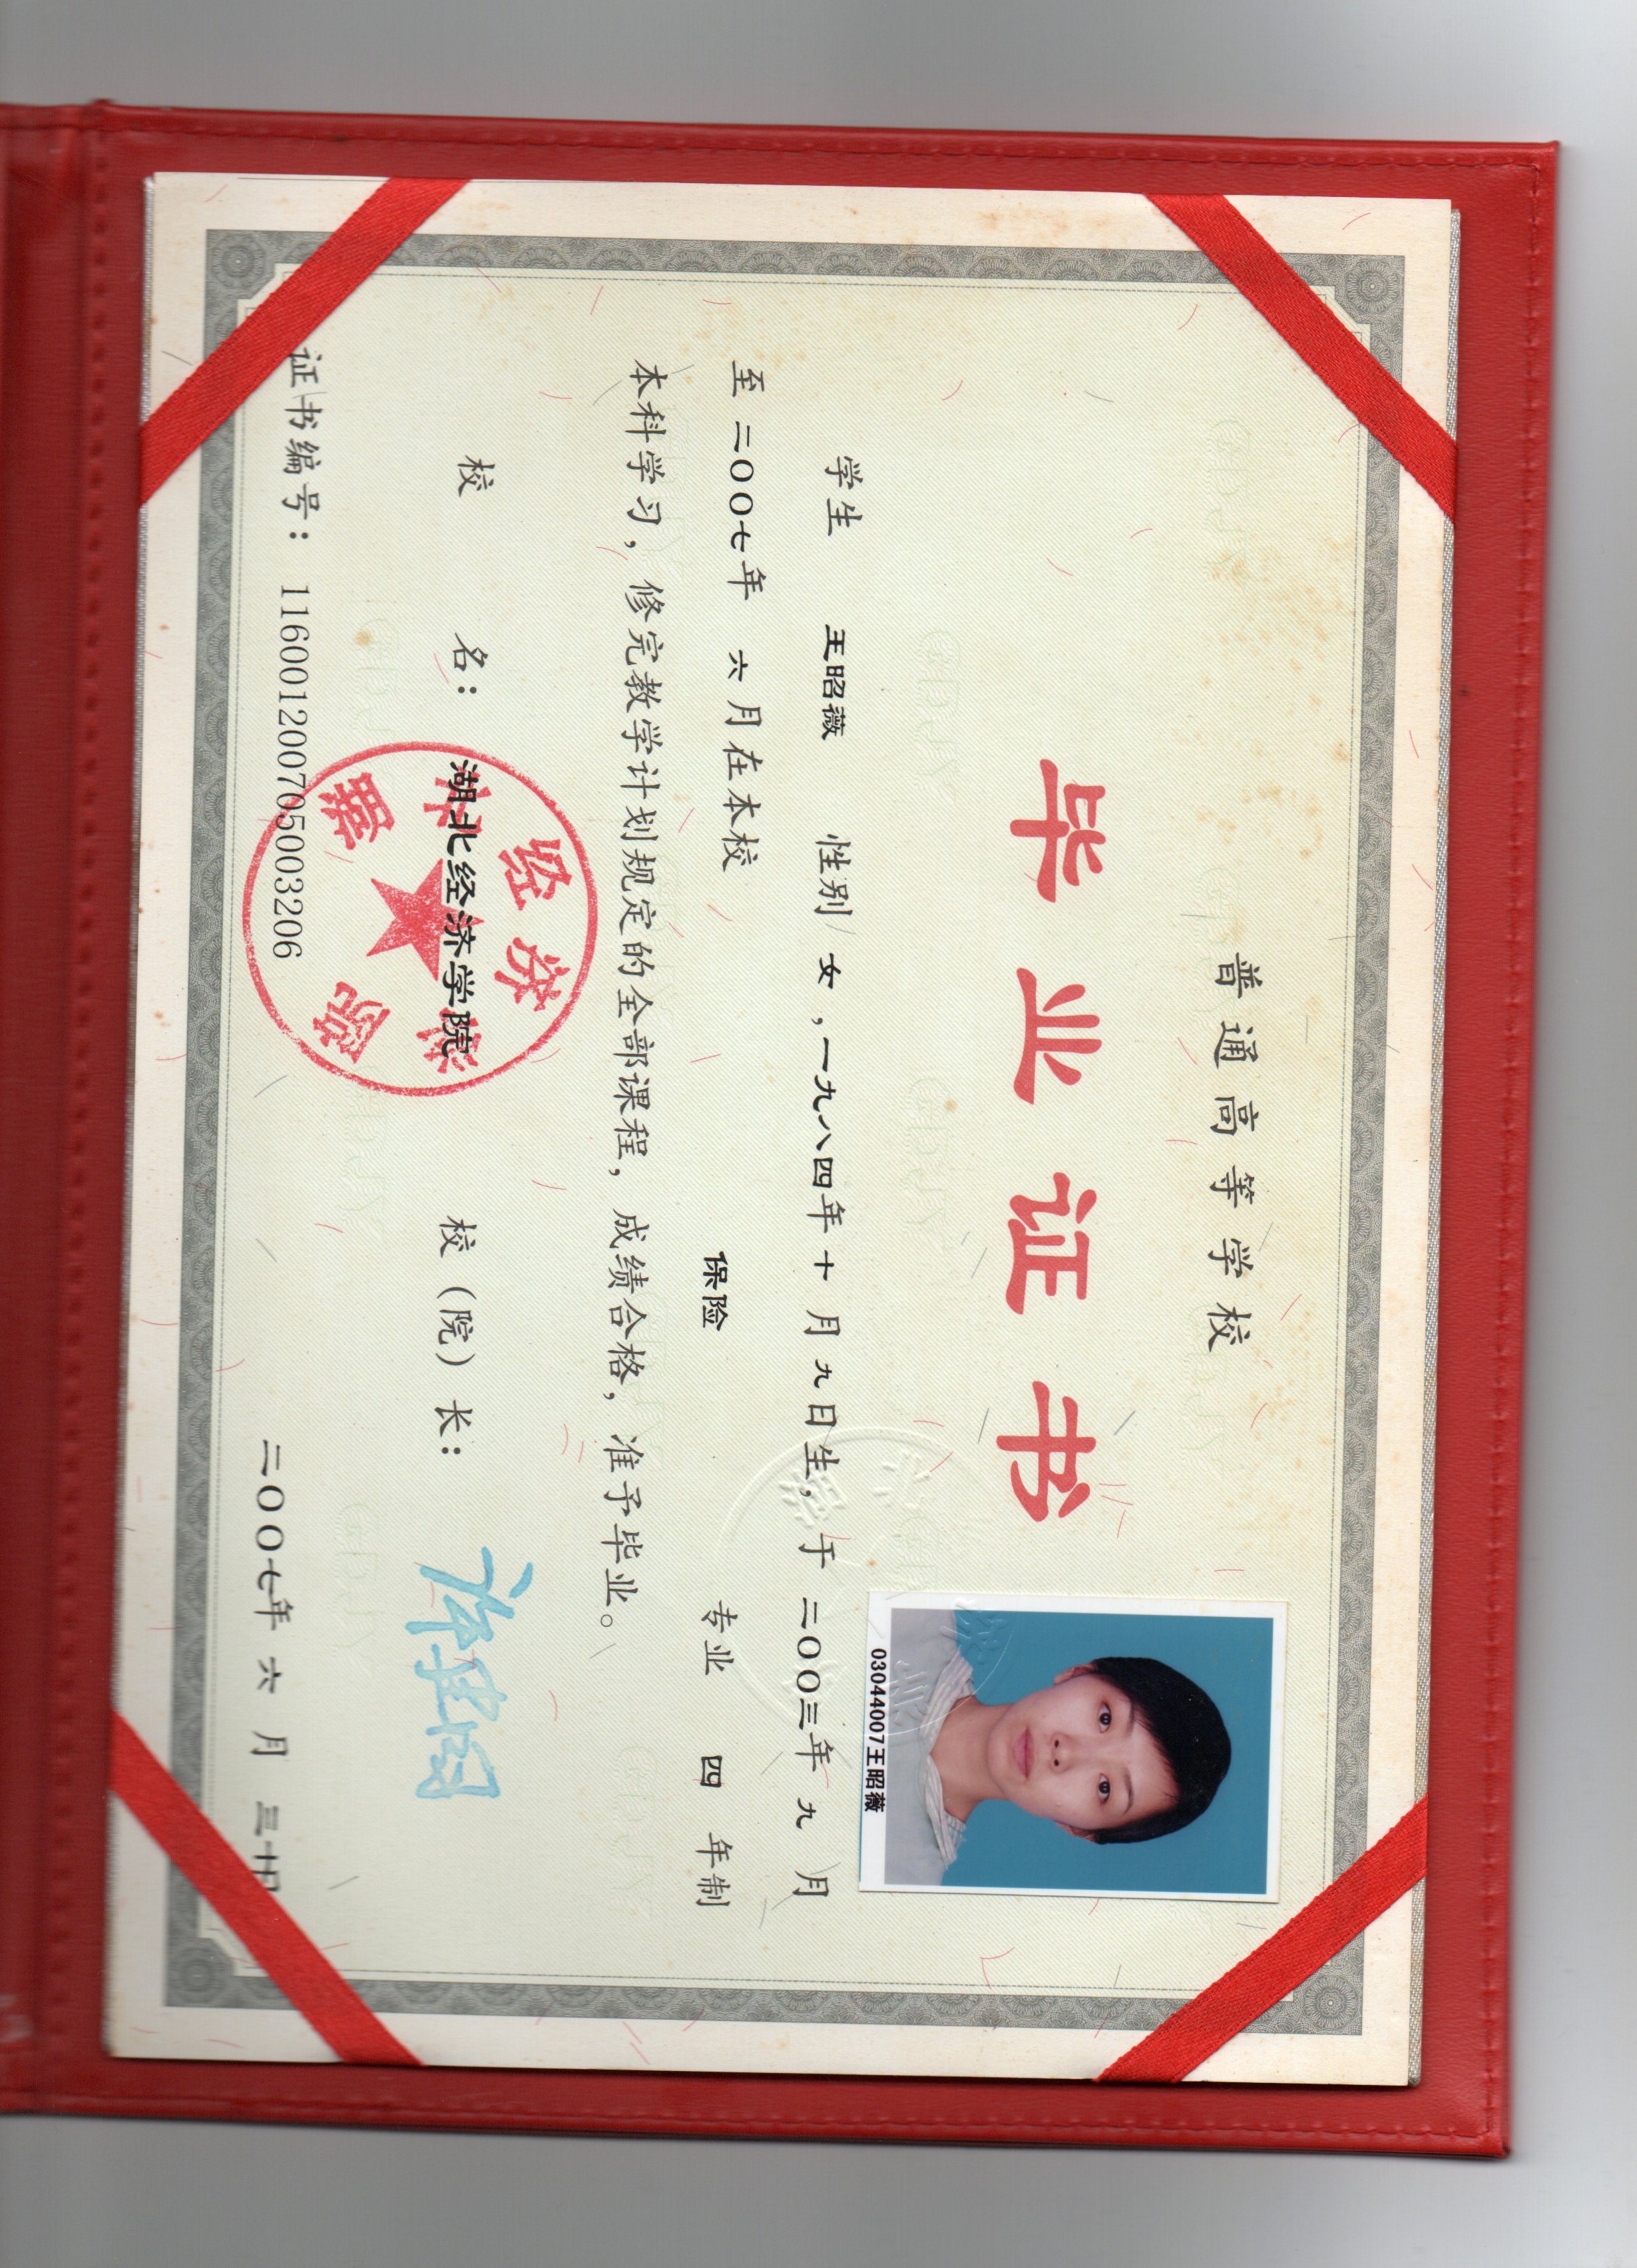 普通高等学校
毕业证书
03044007王昭薇
学生 王昭薇 性别 女 ,一九八四年 十 月 九日生，于 二〇〇三年 九 月
至 二〇〇七年 六 月在本校 保险 专业 四 年制
本科学习，修完教学计划规定的全部课程，成绩合格，准予毕业。
湖北经济学院
校 名： 湖北经济学院 校（院）长：
证书编号： 116001200705003206
二〇〇七年 六 月 三十日